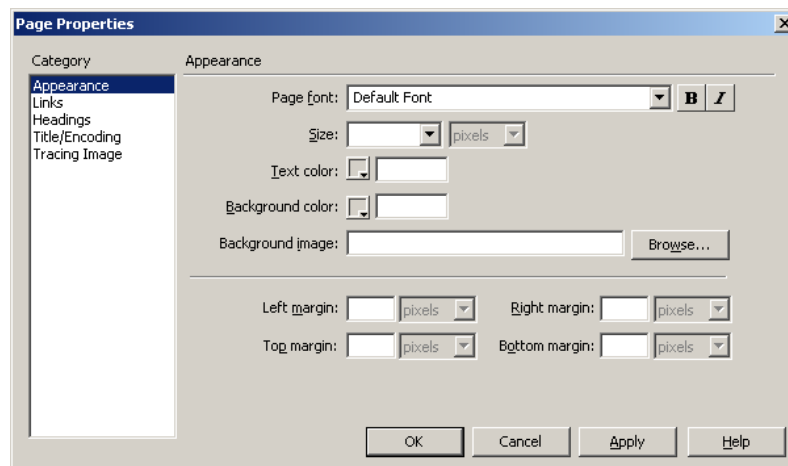 Page Properties
Category
Appearance
Links
Headings
Title/Encoding
Tracing Image
Appearance
Page font: Default Font B I
Size: pixels
Text color:
Background color:
Background image: Browse...
Left margin: pixels Right margin: pixels
Top margin: pixels Bottom margin: pixels
OK Cancel Apply Help